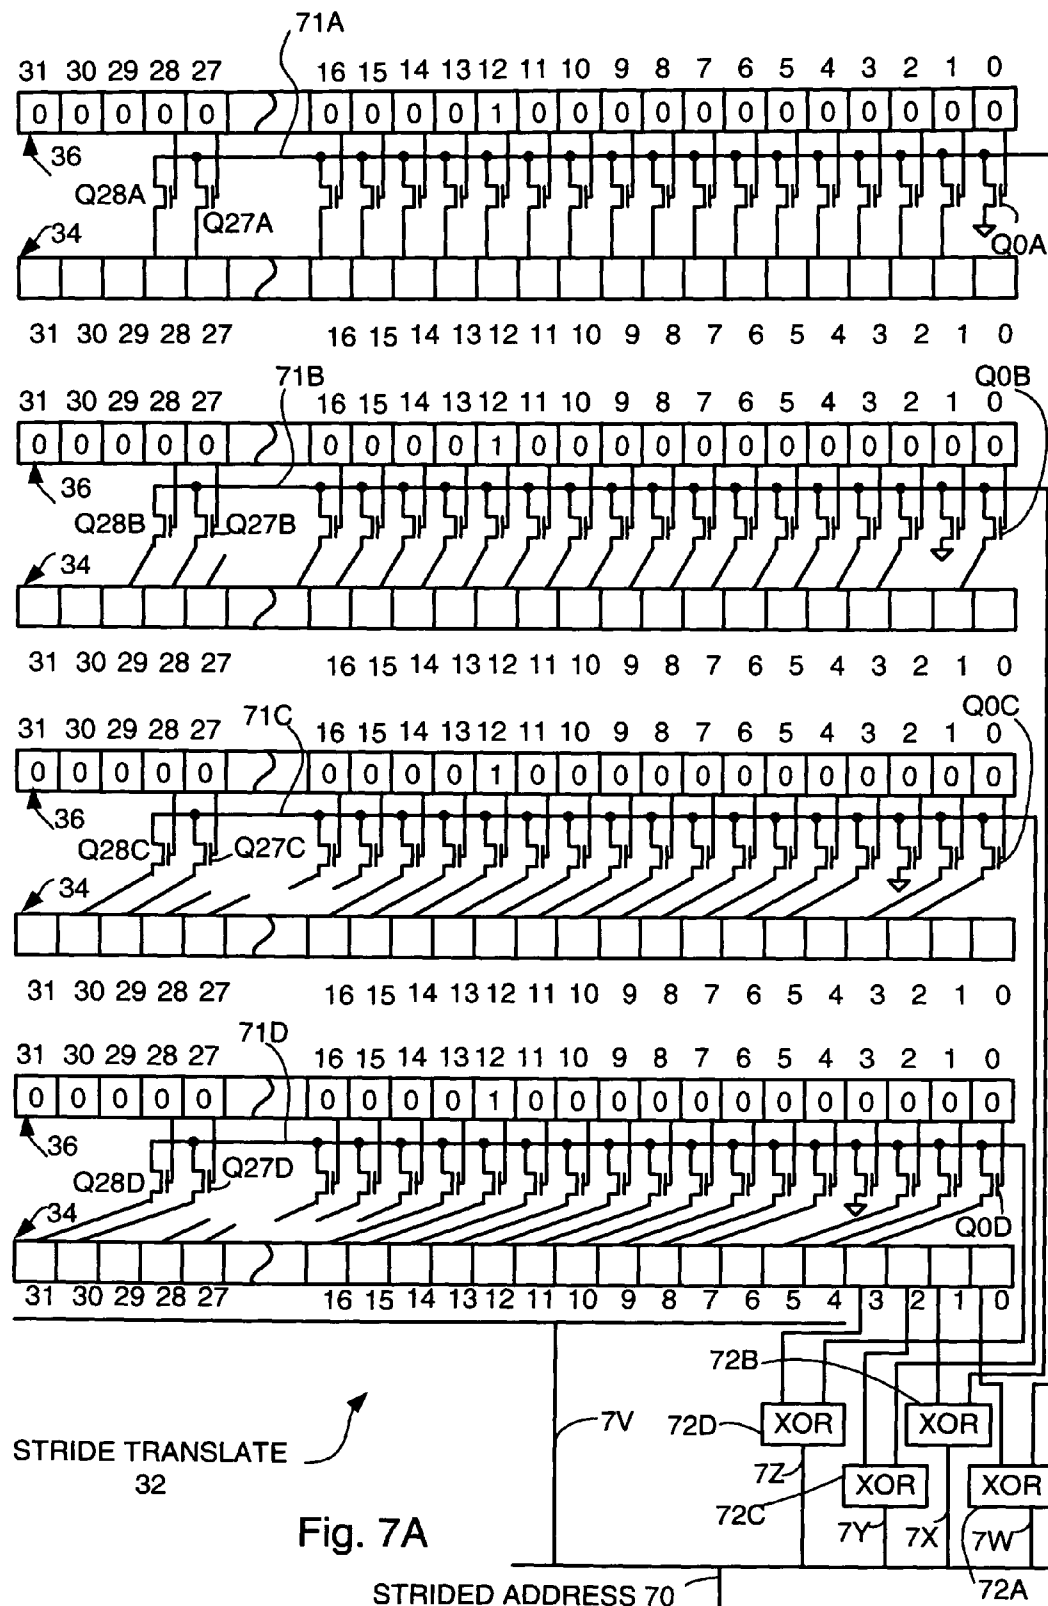 71A
31 30 29 28 27 16 15 14 13 12 11 10 9 8 7 6 5 4 3 2 1 0
0 0 0 0 0 0 0 0 0 1 0 0 0 0 0 0 0 0 0 0 0 0
36
Q28A
Q27A
34
Q0A
31 30 29 28 27 16 15 14 13 12 11 10 9 8 7 6 5 4 3 2 1 0
71B
Q0B
31 30 29 28 27 16 15 14 13 12 11 10 9 8 7 6 5 4 3 2 1 0
0 0 0 0 0 0 0 0 0 1 0 0 0 0 0 0 0 0 0 0 0 0
36
Q28B
Q27B
34
31 30 29 28 27 16 15 14 13 12 11 10 9 8 7 6 5 4 3 2 1 0
71C
Q0C
31 30 29 28 27 16 15 14 13 12 11 10 9 8 7 6 5 4 3 2 1 0
0 0 0 0 0 0 0 0 0 1 0 0 0 0 0 0 0 0 0 0 0 0
36
Q28C
Q27C
34
31 30 29 28 27 16 15 14 13 12 11 10 9 8 7 6 5 4 3 2 1 0
71D
31 30 29 28 27 16 15 14 13 12 11 10 9 8 7 6 5 4 3 2 1 0
0 0 0 0 0 0 0 0 0 1 0 0 0 0 0 0 0 0 0 0 0 0
36
Q28D
Q27D
34
Q0D
31 30 29 28 27 16 15 14 13 12 11 10 9 8 7 6 5 4 3 2 1 0
72B
7V
72D
XOR
XOR
STRIDE TRANSLATE
32
7Z
XOR
XOR
72C
7Y
7X
7W
Fig. 7A
72A
STRIDED ADDRESS 70